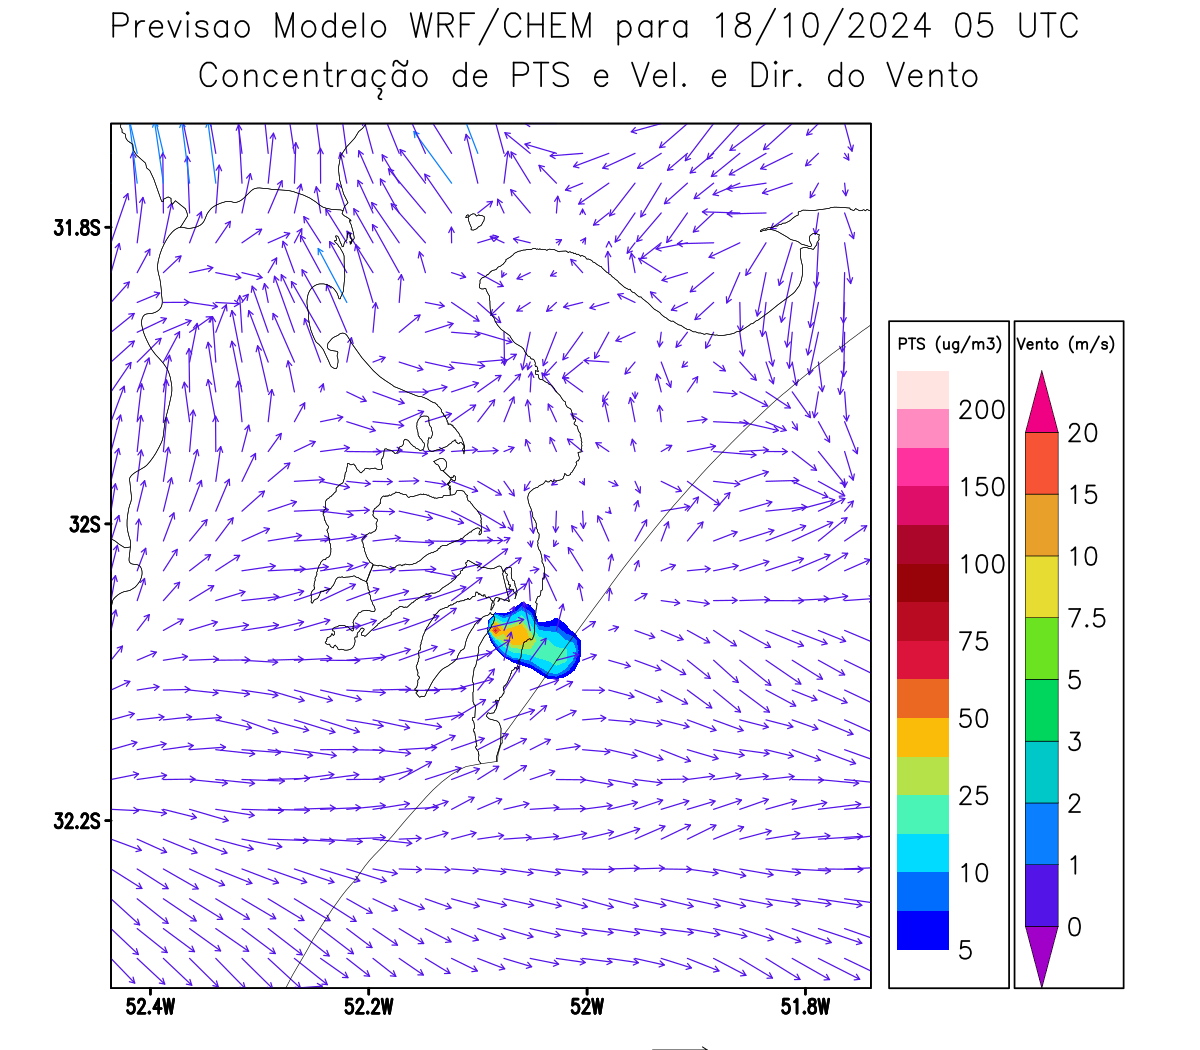 Previsao Modelo WRF/CHEM para 18/10/2024 05 UTC
Concentração de PTS e Vel. e Dir. do Vento
31.8S
32S
32.2S
52.4W 52.2W 52W 51.8W
PTS (ug/m3)
200
150
100
75
50
25
10
5
Vento (m/s)
20
15
10
7.5
5
3
2
1
0